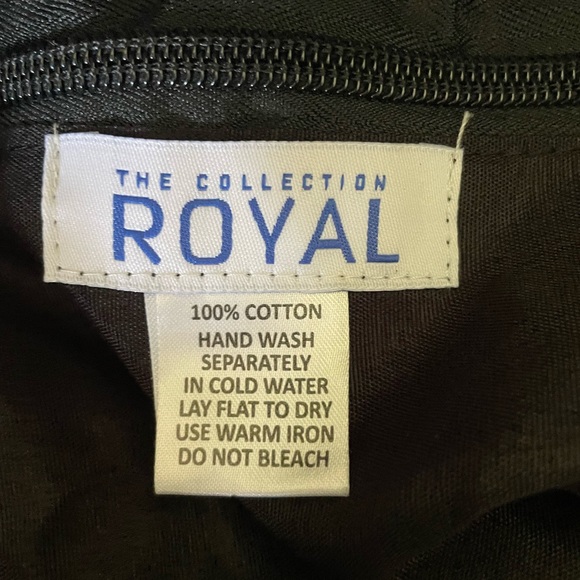 THE COLLECTION
ROYAL
100% COTTON
HAND WASH
SEPARATELY
IN COLD WATER
LAY FLAT TO DRY
USE WARM IRON
DO NOT BLEACH